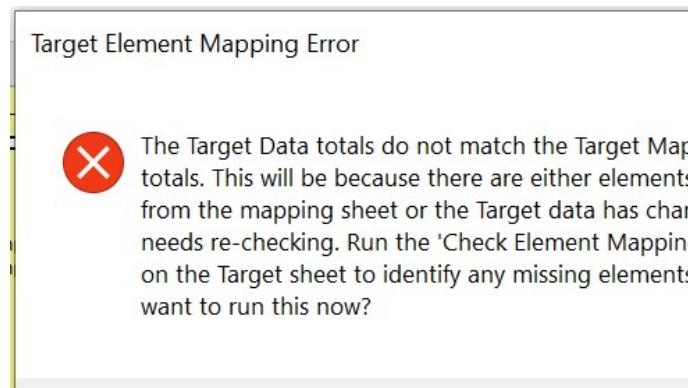 Target Element Mapping Error
The Target Data totals do not match the Target Map
totals. This will be because there are either elements
from the mapping sheet or the Target data has char
needs re-checking. Run the 'Check Element Mappin
on the Target sheet to identify any missing elements
want to run this now?